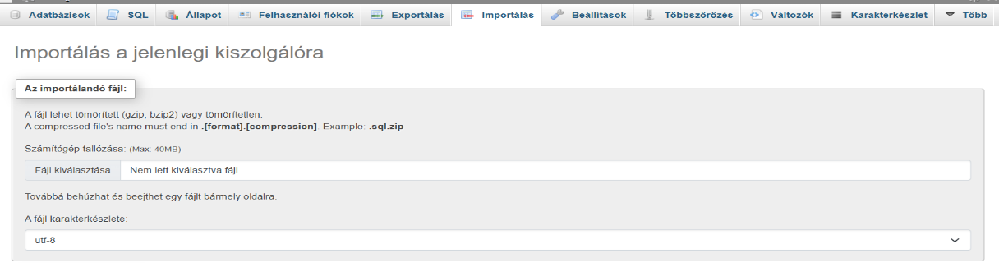 Adatbázisok SQL Állapot Felhasználói fiókok Exportálás Importálás Beállítások Többszörözés Változók Karakterkészlet Több
Importálás a jelenlegi kiszolgálóra
Az importálandó fájl:
A fájl lehet tömörített (gzip, bzip2) vagy tömörítetlen.
A compressed file's name must end in .[format].[compression]. Example: .sql.zip
Számítógép tallózása: (Max: 40MB)
Fájl kiválasztása Nem lett kiválasztva fájl
Továbbá behúzhat és beejthet egy fájlt bármely oldalra.
A fájl karakterkészlete:
utf-8